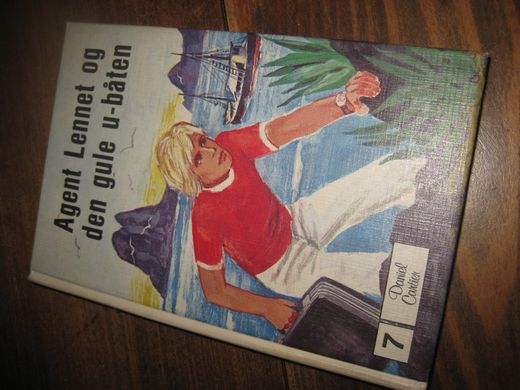 Agent Lennet og
den gule u-båten
7
Daniel
Cartier